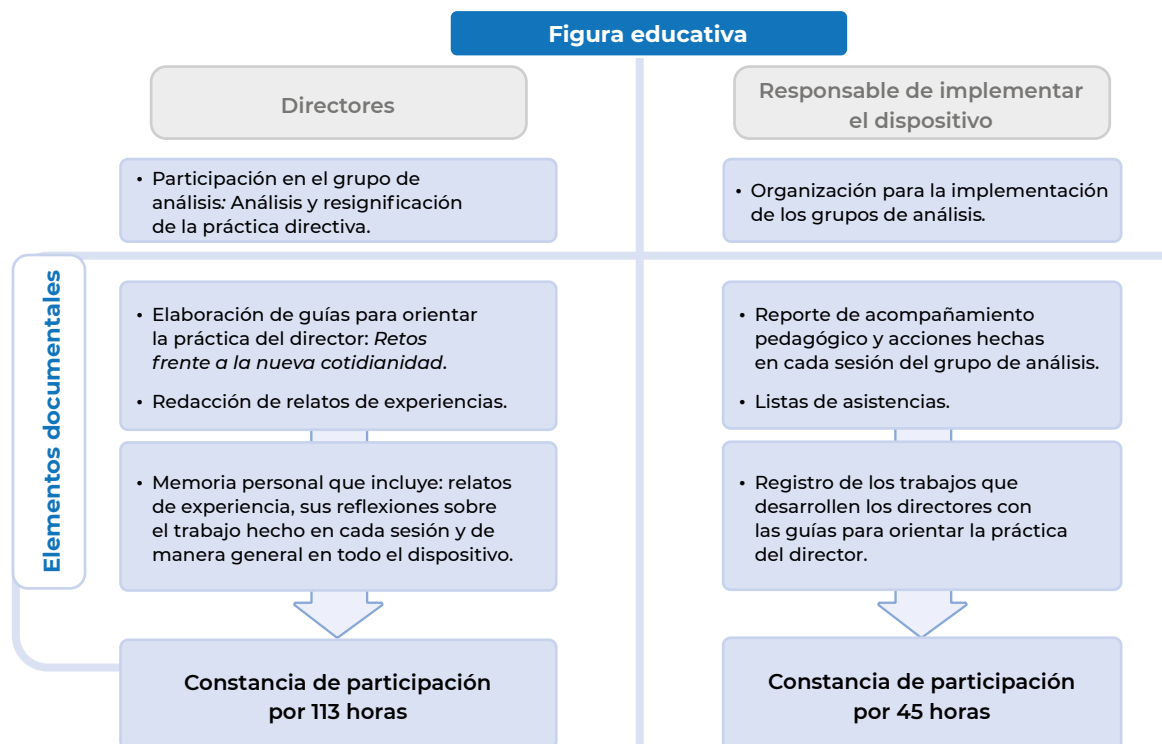 Figura educativa
Directores
Responsable de implementar
el dispositivo
• Participación en el grupo de
análisis: Análisis y resignificación
de la práctica directiva.
• Organización para la implementación
de los grupos de análisis.
Elementos documentales
• Elaboración de guías para orientar
la práctica del director: Retos
frente a la nueva cotidianidad.
• Redacción de relatos de experiencias.
• Reporte de acompañamiento
pedagógico y acciones hechas
en cada sesión del grupo de análisis.
• Listas de asistencias.
• Memoria personal que incluye: relatos
de experiencia, sus reflexiones sobre
el trabajo hecho en cada sesión y de
manera general en todo el dispositivo.
• Registro de los trabajos que
desarrollen los directores con
las guías para orientar la práctica
del director.
Constancia de participación
por 113 horas
Constancia de participación
por 45 horas